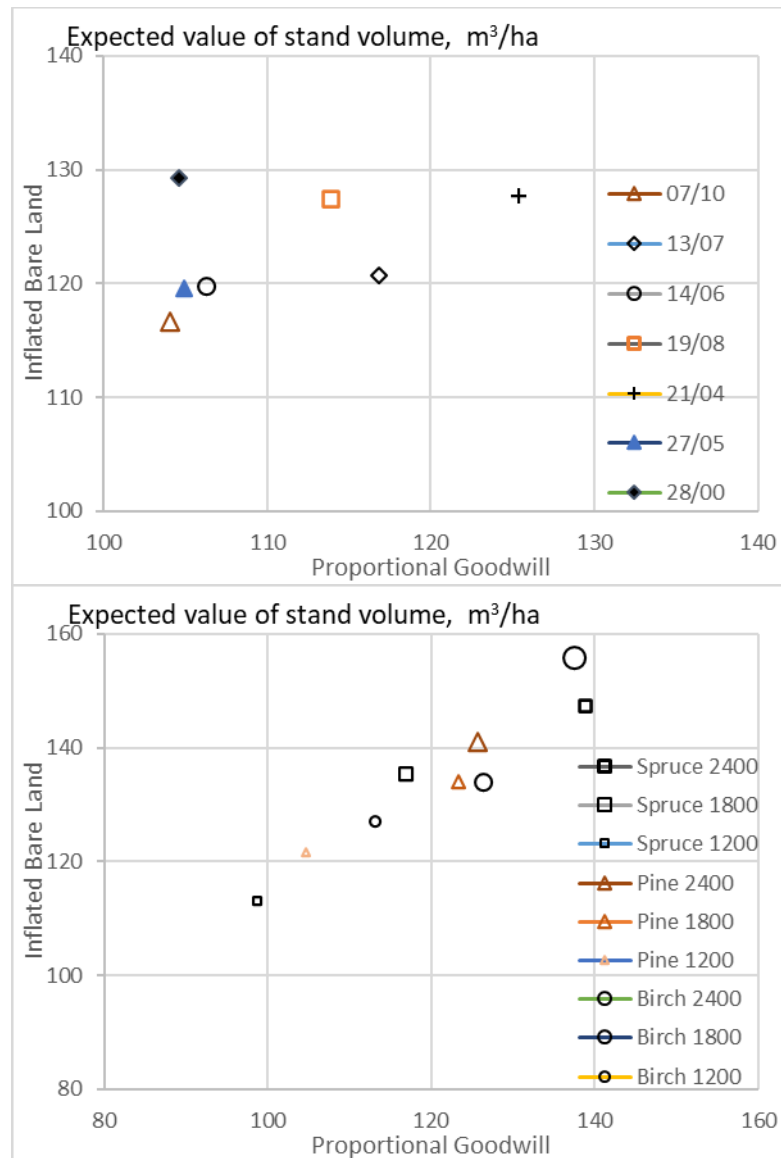 Expected value of stand volume, m³/ha
140
130
120
110
100
Inflated Bare Land
100 110 120 130 140
Proportional Goodwill
07/10
13/07
14/06
19/08
21/04
27/05
28/00
Expected value of stand volume, m³/ha
160
140
120
100
80
Inflated Bare Land
80 100 120 140 160
Proportional Goodwill
Spruce 2400
Spruce 1800
Spruce 1200
Pine 2400
Pine 1800
Pine 1200
Birch 2400
Birch 1800
Birch 1200